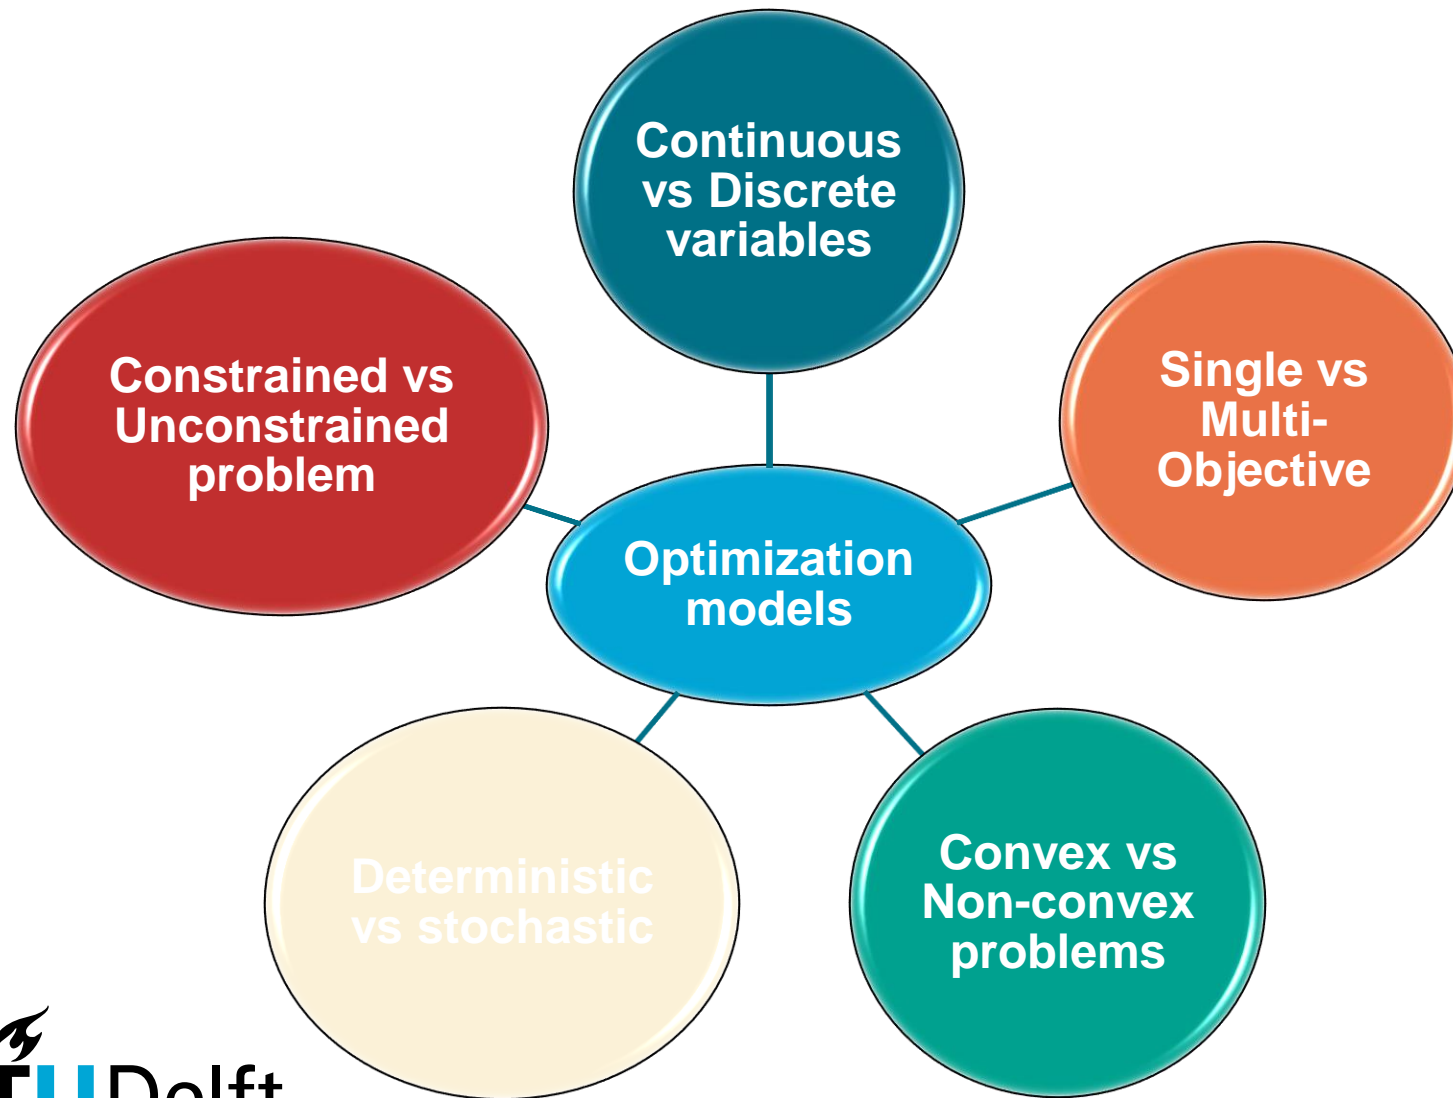 Continuous
vs Discrete
variables
Constrained vs
Unconstrained
problem
Single vs
Multi-
Objective
Optimization
models
Deterministic
vs stochastic
Convex vs
Non-convex
problems
TUDelft